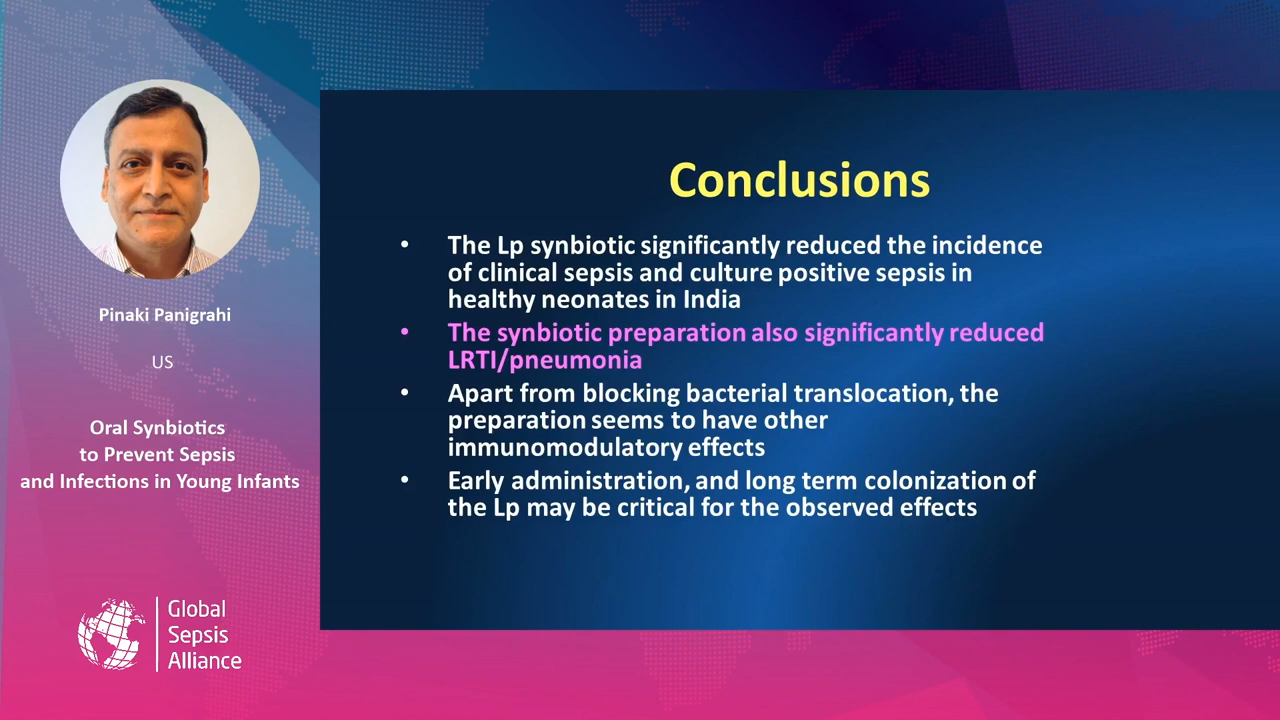 Pinaki Panigrahi
US
Oral Synbiotics
to Prevent Sepsis
and Infections in Young Infants
Global
Sepsis
Alliance
Conclusions
• The Lp synbiotic significantly reduced the incidence
of clinical sepsis and culture positive sepsis in
healthy neonates in India
• The synbiotic preparation also significantly reduced
LRTI/pneumonia
• Apart from blocking bacterial translocation, the
preparation seems to have other
immunomodulatory effects
• Early administration, and long term colonization of
the Lp may be critical for the observed effects